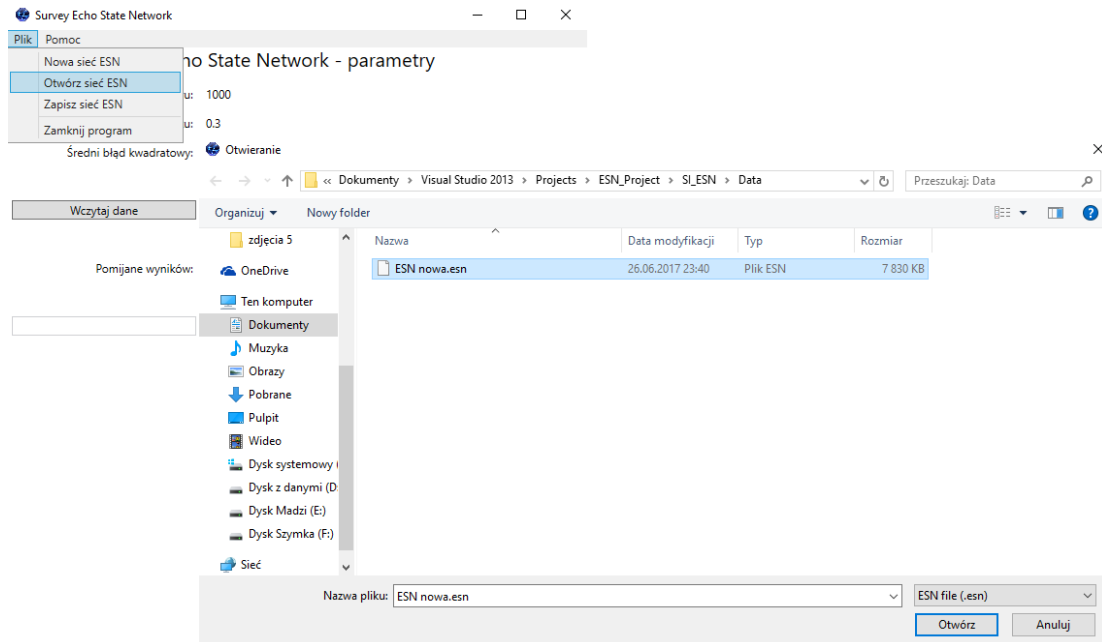 Survey Echo State Network
Plik Pomoc
Nowa sieć ESN
ho State Network - parametry
Otwórz sieć ESN
u: 1000
Zapisz sieć ESN
u: 0.3
Zamknij program
Średni błąd kwadratowy:
Otwieranie
« Dokumenty › Visual Studio 2013 › Projects › ESN_Project › SI_ESN › Data
Przeszukaj: Data
Wczytaj dane
Organizuj Nowy folder
zdjęcia 5
Nazwa Data modyfikacji Typ Rozmiar
Pomijane wyników:
OneDrive
ESN nowa.esn 26.06.2017 23:40 Plik ESN 7 830 KB
Ten komputer
Dokumenty
Muzyka
Obrazy
Pobrane
Pulpit
Wideo
Dysk systemowy (
Dysk z danymi (D:
Dysk Madzi (E:)
Dysk Szymka (F:)
Sieć
Nazwa pliku: ESN nowa.esn ESN file (.esn)
Otwórz Anuluj